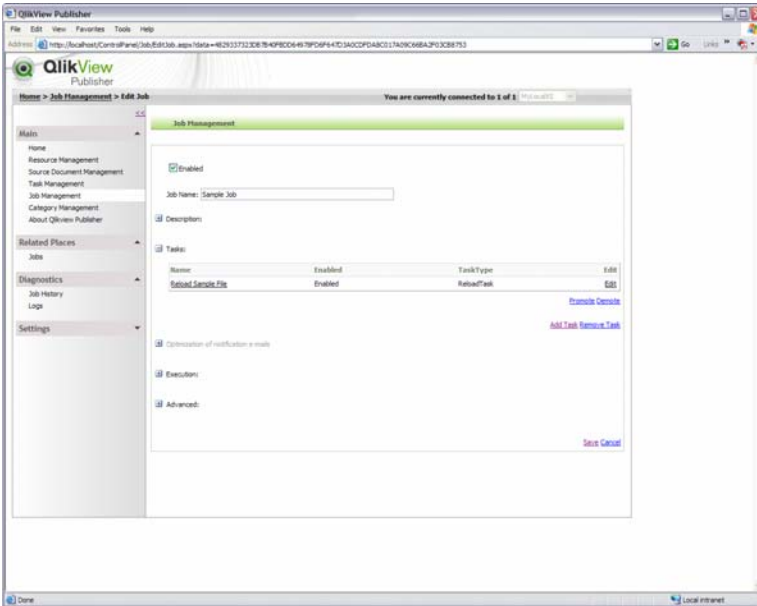 QlikView Publisher
File Edit View Favorites Tools Help
Address
Go Links »
QlikView
Publisher
Home > Job Management > Edit Job
You are currently connected to 1 of 1
<<
Main
Home
Resource Management
Source Document Management
Task Management
Job Management
Category Management
About Qlikview Publisher
Related Places
Jobs
Diagnostics
Job History
Logs
Settings
Job Management
Enabled
Job Name: Sample Job
Description:
Tasks:
Name Enabled TaskType Edit
Reload Sample File Enabled ReloadTask Edit
Promote Demote
Add Task Remove Task
Optimization of notification e-mails
Execution:
Advanced:
Save Cancel
Done
Local intranet